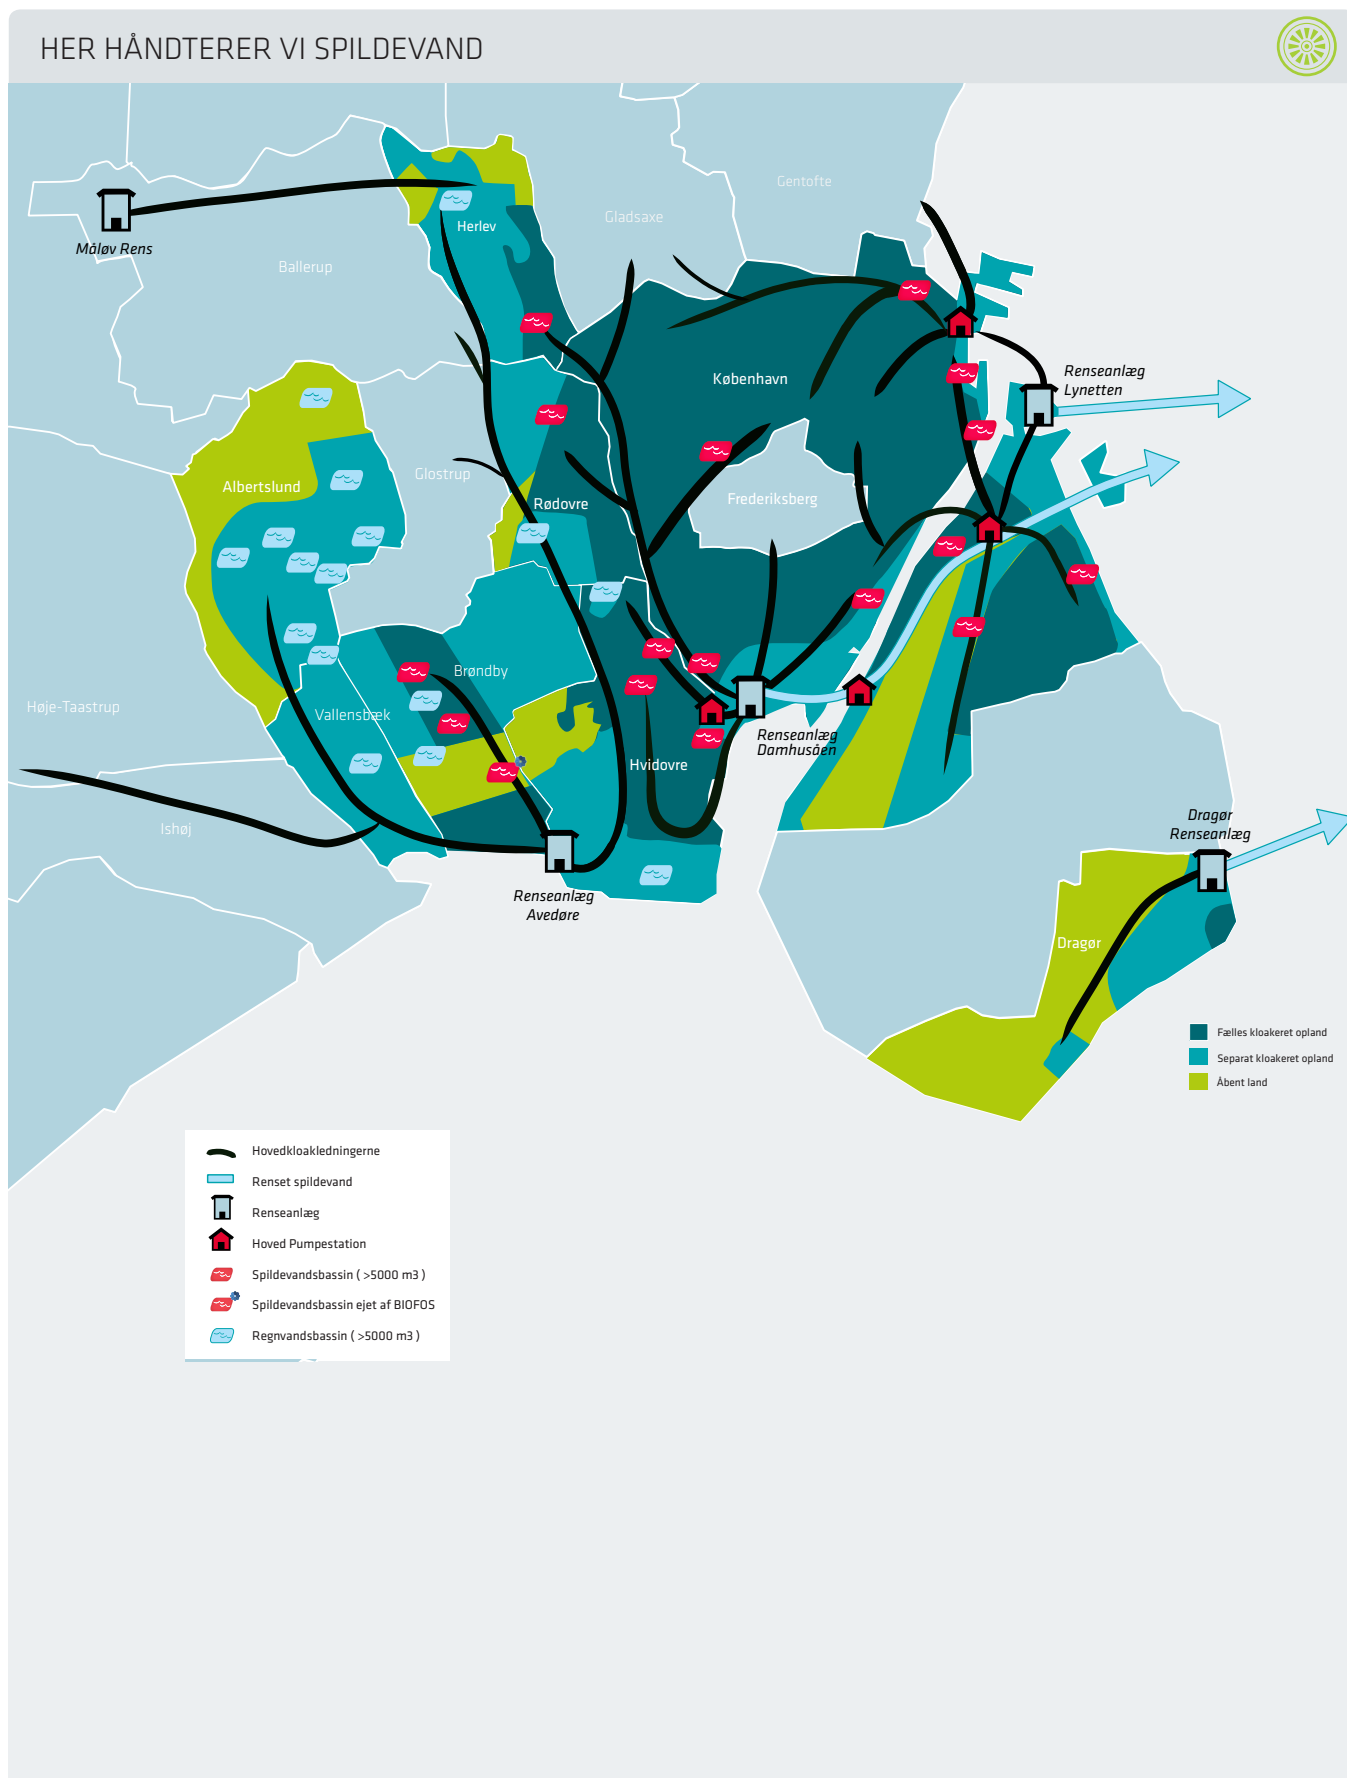 HER HÅNDTERER VI SPILDEVAND
Gentofte
Gladsaxe
Herlev
Måløv Rens
Ballerup
København
Renseanlæg
Lynetten
Glostrup
Albertslund
Rødovre
Frederiksberg
Brøndby
Høje-Taastrup
Vallensbæk
Renseanlæg
Damhusåen
Hvidovre
Ishøj
Dragør
Renseanlæg
Renseanlæg
Avedøre
Dragør
Fælles kloakeret opland
Separat kloakeret opland
Åbent land
Hovedkloakledningerne
Renset spildevand
Renseanlæg
Hoved Pumpestation
Spildevandsbassin ( >5000 m3 )
Spildevandsbassin ejet af BIOFOS
Regnvandsbassin ( >5000 m3 )